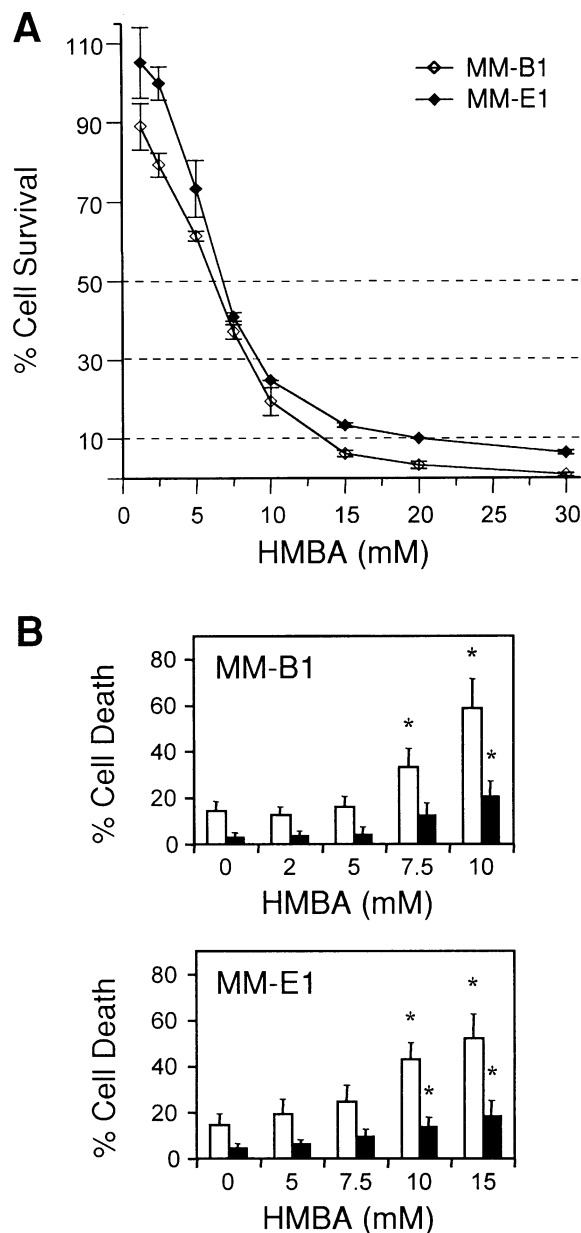 A
MM-B1
MM-E1
% Cell Survival
110
90
70
50
30
10
0 5 10 15 20 25 30
HMBA (mM)
B
MM-B1
% Cell Death
80
60
40
20
0
* * *
0 2 5 7.5 10
HMBA (mM)
MM-E1
% Cell Death
80
60
40
20
0
* * * *
0 5 7.5 10 15
HMBA (mM)